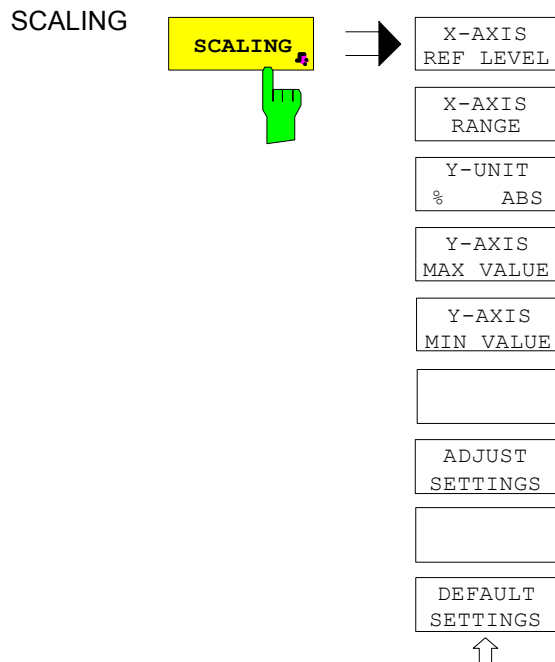 SCALING
SCALING
X-AXIS
REF LEVEL
X-AXIS
RANGE
Y-UNIT
% ABS
Y-AXIS
MAX VALUE
Y-AXIS
MIN VALUE
ADJUST
SETTINGS
DEFAULT
SETTINGS